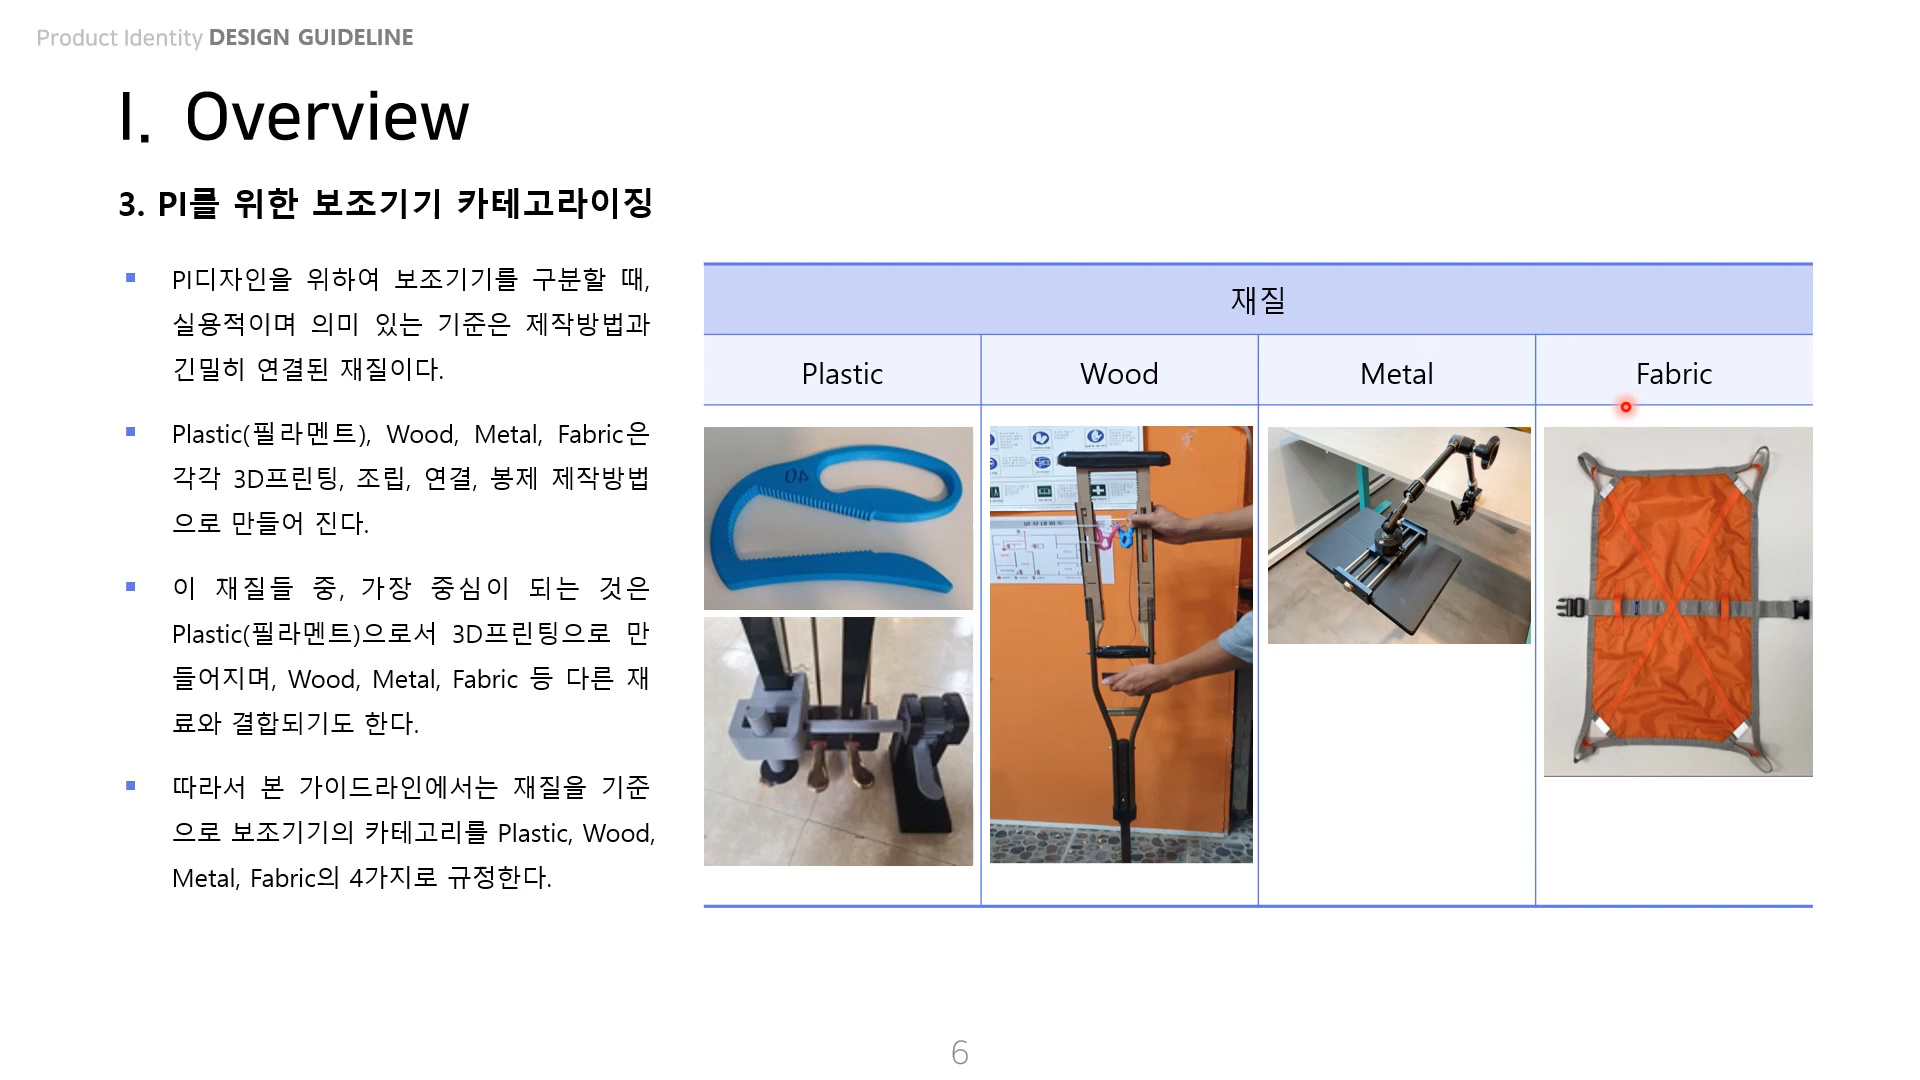 Product Identity DESIGN GUIDELINE
I. Overview
3. PI를 위한 보조기기 카테고라이징
PI디자인을 위하여 보조기기를 구분할 때,
실용적이며 의미 있는 기준은 제작방법과
긴밀히 연결된 재질이다.
Plastic(필라멘트), Wood, Metal, Fabric은
각각 3D프린팅, 조립, 연결, 봉제 제작방법
으로 만들어 진다.
이 재질들 중, 가장 중심이 되는 것은
Plastic(필라멘트)으로서 3D프린팅으로 만
들어지며, Wood, Metal, Fabric 등 다른 재
료와 결합되기도 한다.
따라서 본 가이드라인에서는 재질을 기준
으로 보조기기의 카테고리를 Plastic, Wood,
Metal, Fabric의 4가지로 규정한다.
재질
Plastic
Wood
Metal
Fabric
40
6